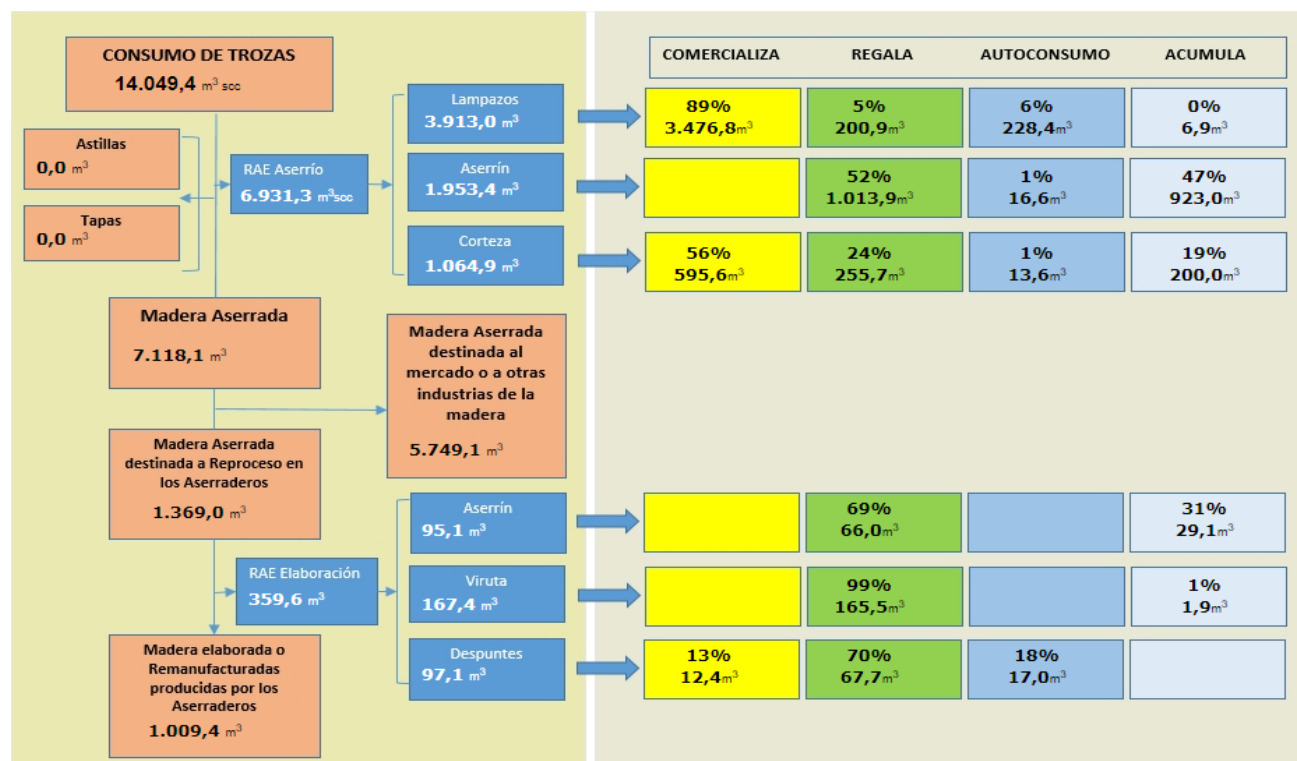 CONSUMO DE TROZAS
14.049,4 m³ scc
Astillas
0,0 m³
Tapas
0,0 m³
RAE Aserrío
6.931,3 m³scc
Lampazos
3.913,0 m³
Aserrín
1.953,4 m³
Corteza
1.064,9 m³
COMERCIALIZA REGALA AUTOCONSUMO ACUMULA
89% 5% 6% 0%
3.476,8m³ 200,9m³ 228,4m³ 6,9m³
52% 1% 47%
1.013,9m³ 16,6m³ 923,0m³
56% 24% 1% 19%
595,6m³ 255,7m³ 13,6m³ 200,0m³
Madera Aserrada
7.118,1 m³
Madera Aserrada
destinada al
mercado o a otras
industrias de la
madera
5.749,1 m³
Madera Aserrada
destinada a Reproceso en
los Aserraderos
1.369,0 m³
RAE Elaboración
359,6 m³
Aserrín
95,1 m³
Viruta
167,4 m³
Despuntes
97,1 m³
69% 31%
66,0m³ 29,1m³
99% 1%
165,5m³ 1,9m³
13% 70% 18%
12,4m³ 67,7m³ 17,0m³
Madera elaborada o
Remanufacturadas
producidas por los
Aserraderos
1.009,4 m³